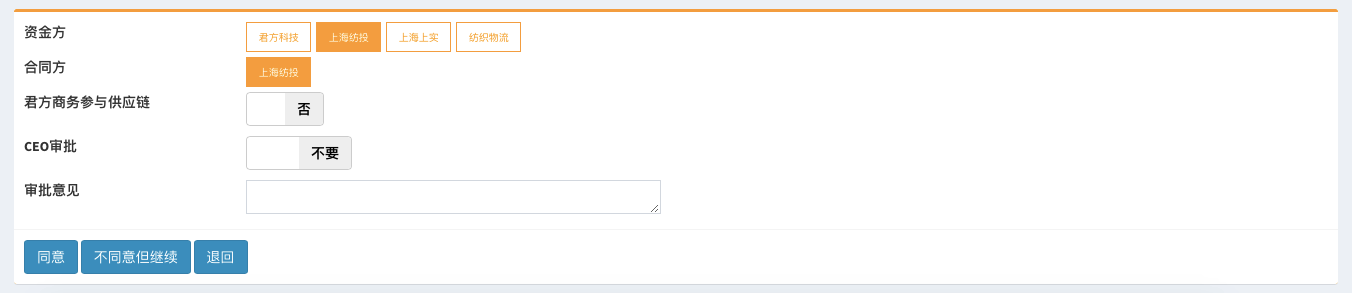 资金方 君方科技 上海纺投 上海上实 纺织物流
合同方 上海纺投
君方商务参与供应链 否
CEO审批 不要
审批意见
同意 不同意但继续 退回